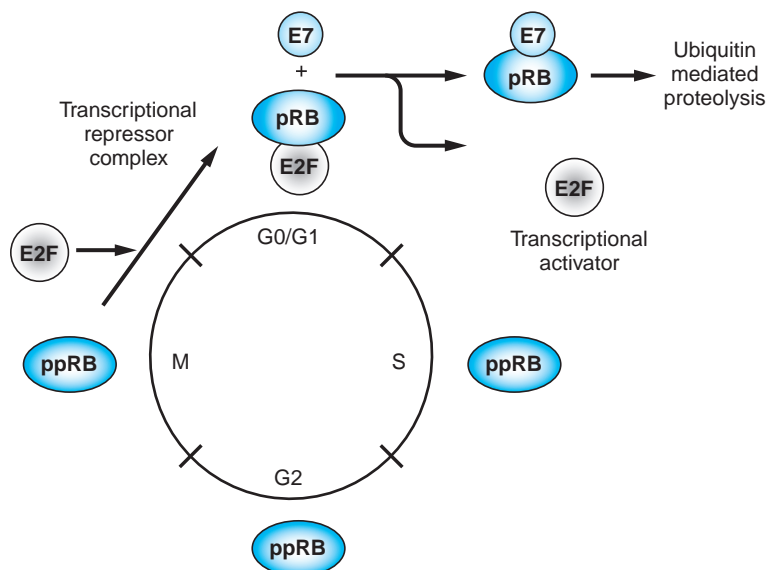 E7
+
pRB
E2F
E7
pRB
Ubiquitin
mediated
proteolysis
Transcriptional
repressor
complex
E2F
E2F
Transcriptional
activator
G0/G1
ppRB
M
S
ppRB
G2
ppRB